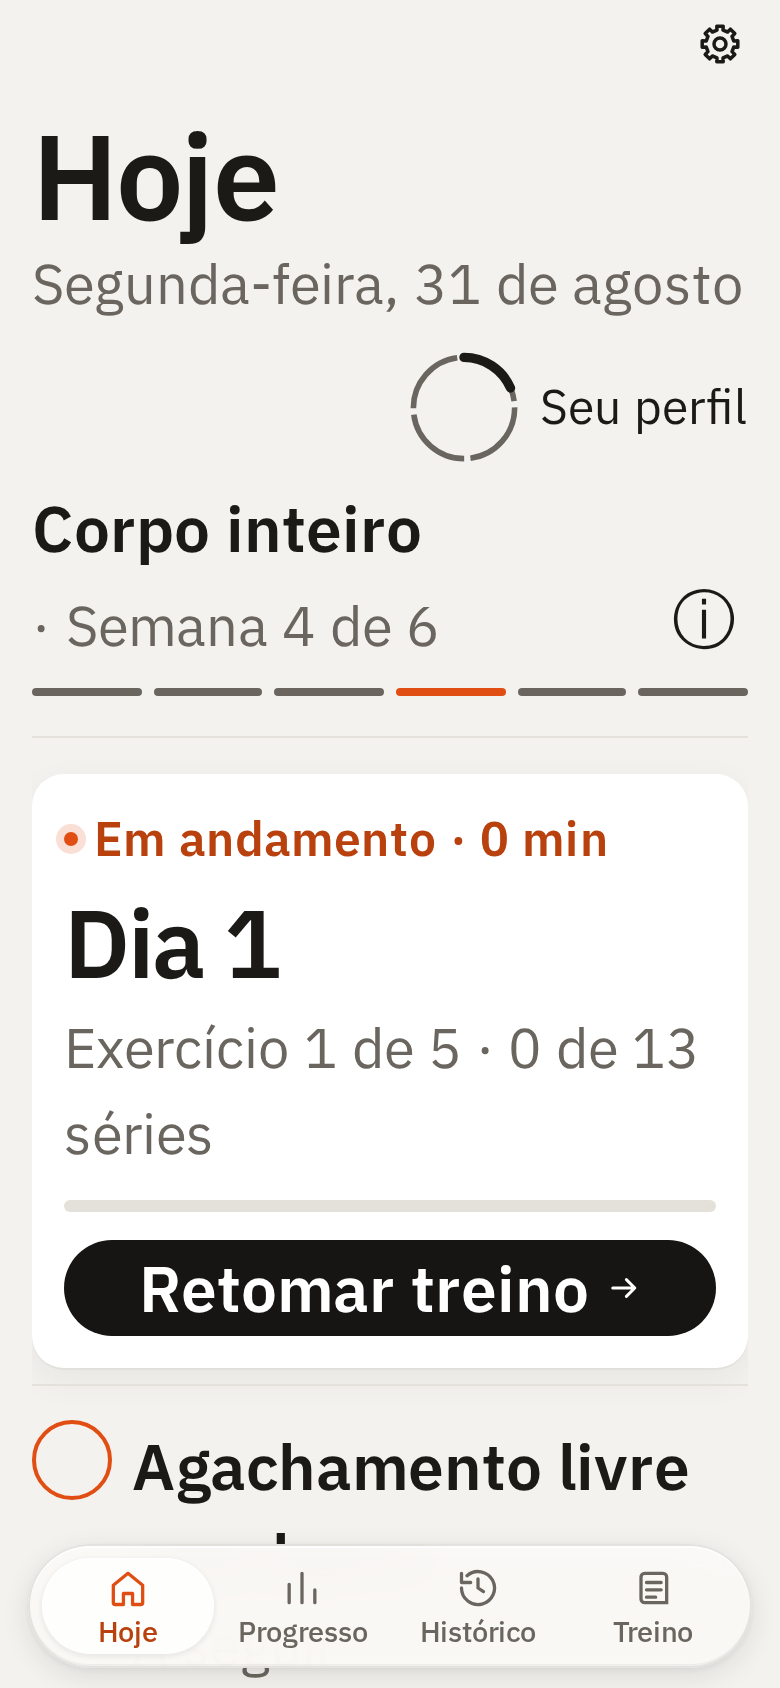 Hoje
Segunda-feira, 31 de agosto
Seu perfil
Corpo inteiro
· Semana 4 de 6
Em andamento · 0 min
Dia 1
Exercício 1 de 5 · 0 de 13
séries
Retomar treino →
Agachamento livre
Hoje
Progresso
Histórico
Treino